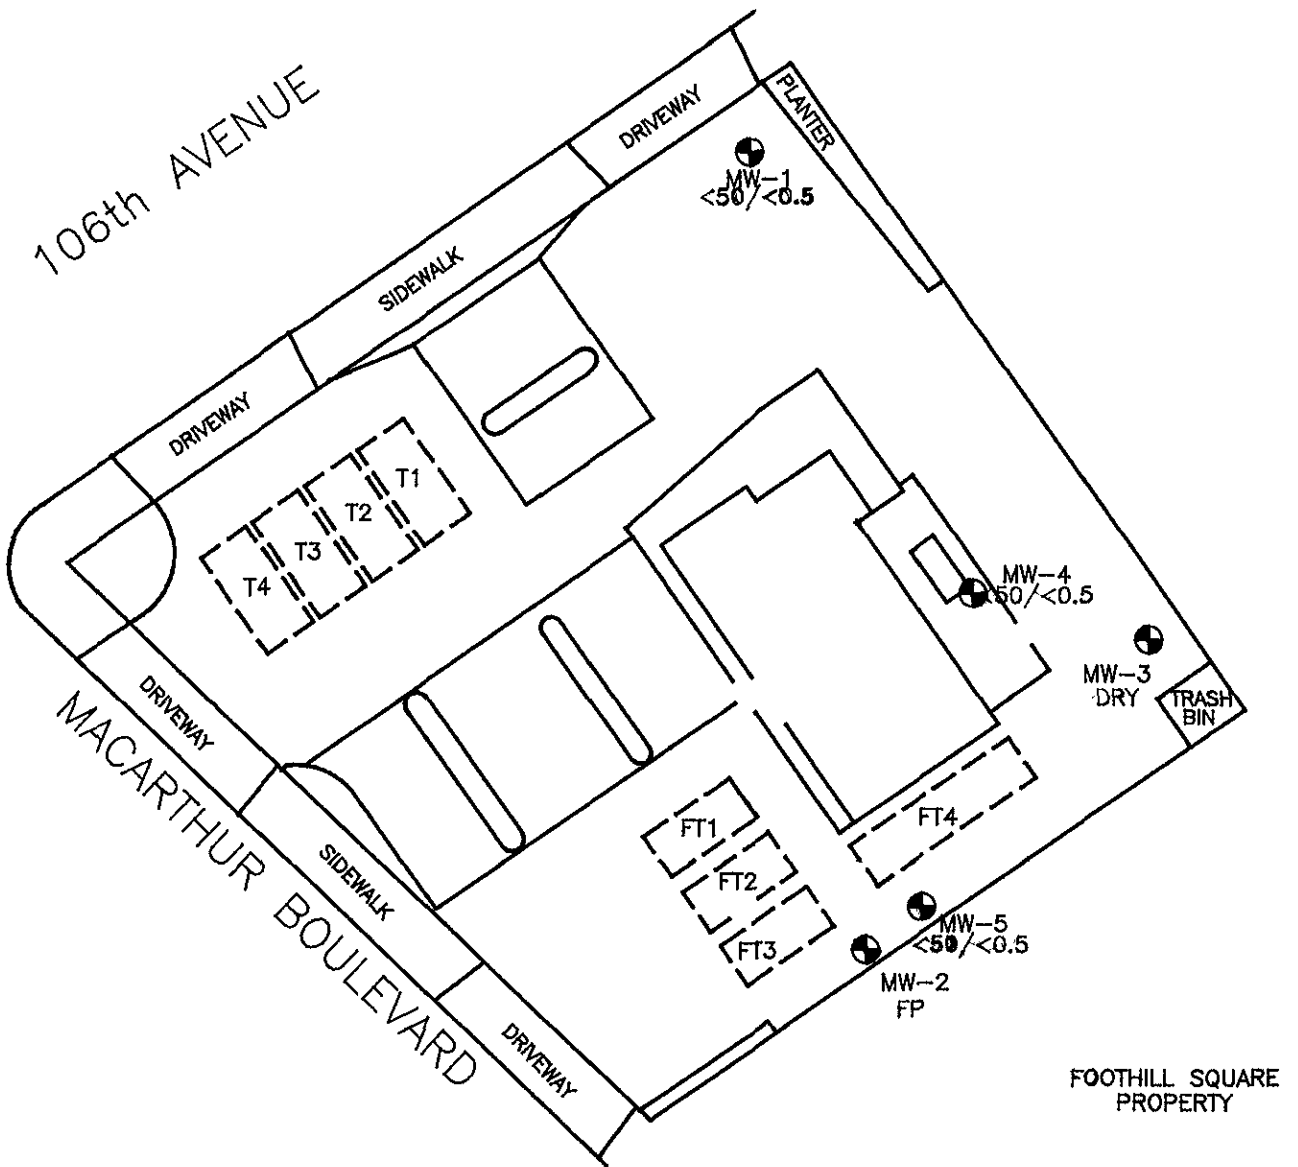 106th AVENUE
DRIVEWAY
PLANTER
MW-1
<50/<0.5
SIDEWALK
DRIVEWAY
T1
T2
T3
T4
MW-4
<50/<0.5
MW-3
DRY
TRASH
BIN
DRIVEWAY
MACARTHUR BOULEVARD
SIDEWALK
DRIVEWAY
FT1
FT2
FT3
FT4
MW-5
<50/<0.5
MW-2
FP
FOOTHILL SQUARE
PROPERTY